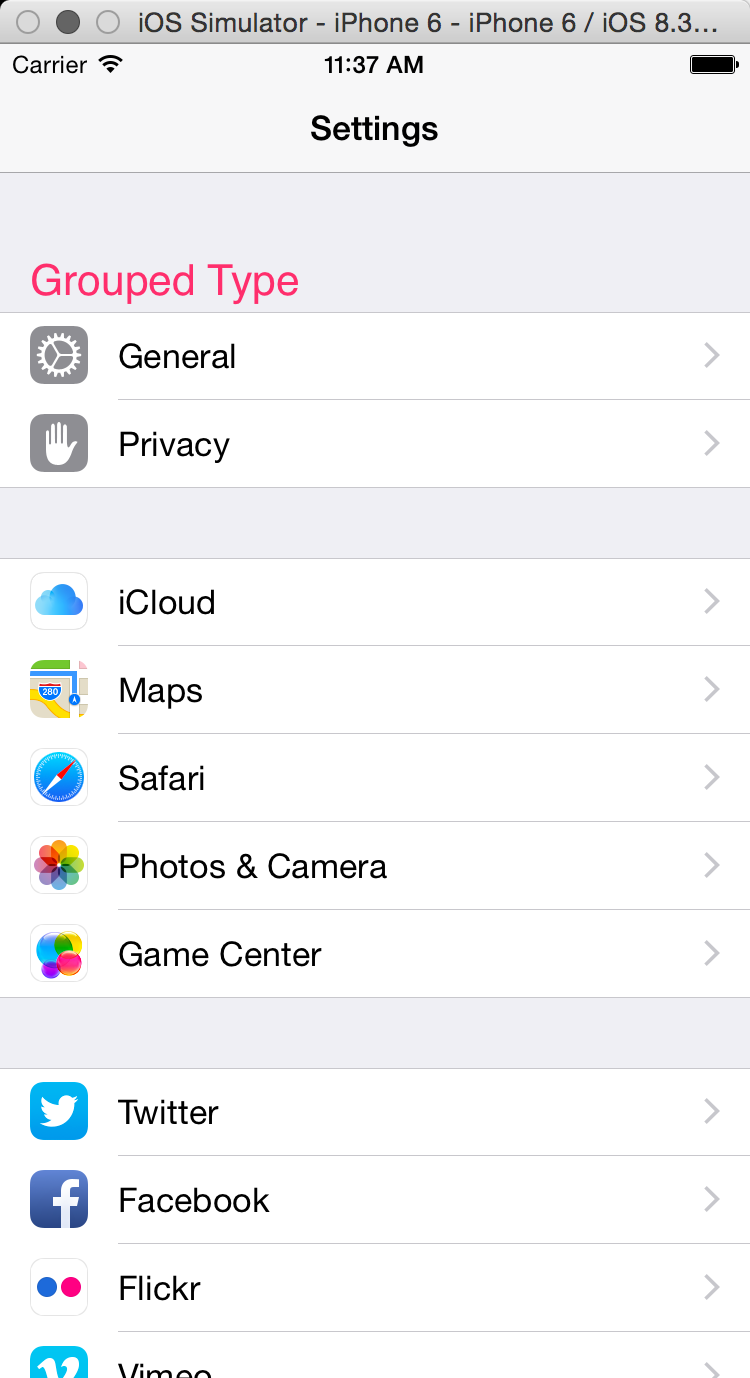 iOS Simulator - iPhone 6 - iPhone 6 / iOS 8.3...
Carrier 11:37 AM
Settings
Grouped Type
General
Privacy
iCloud
280
Maps
Safari
Photos & Camera
Game Center
Twitter
Facebook
Flickr
Vimeo